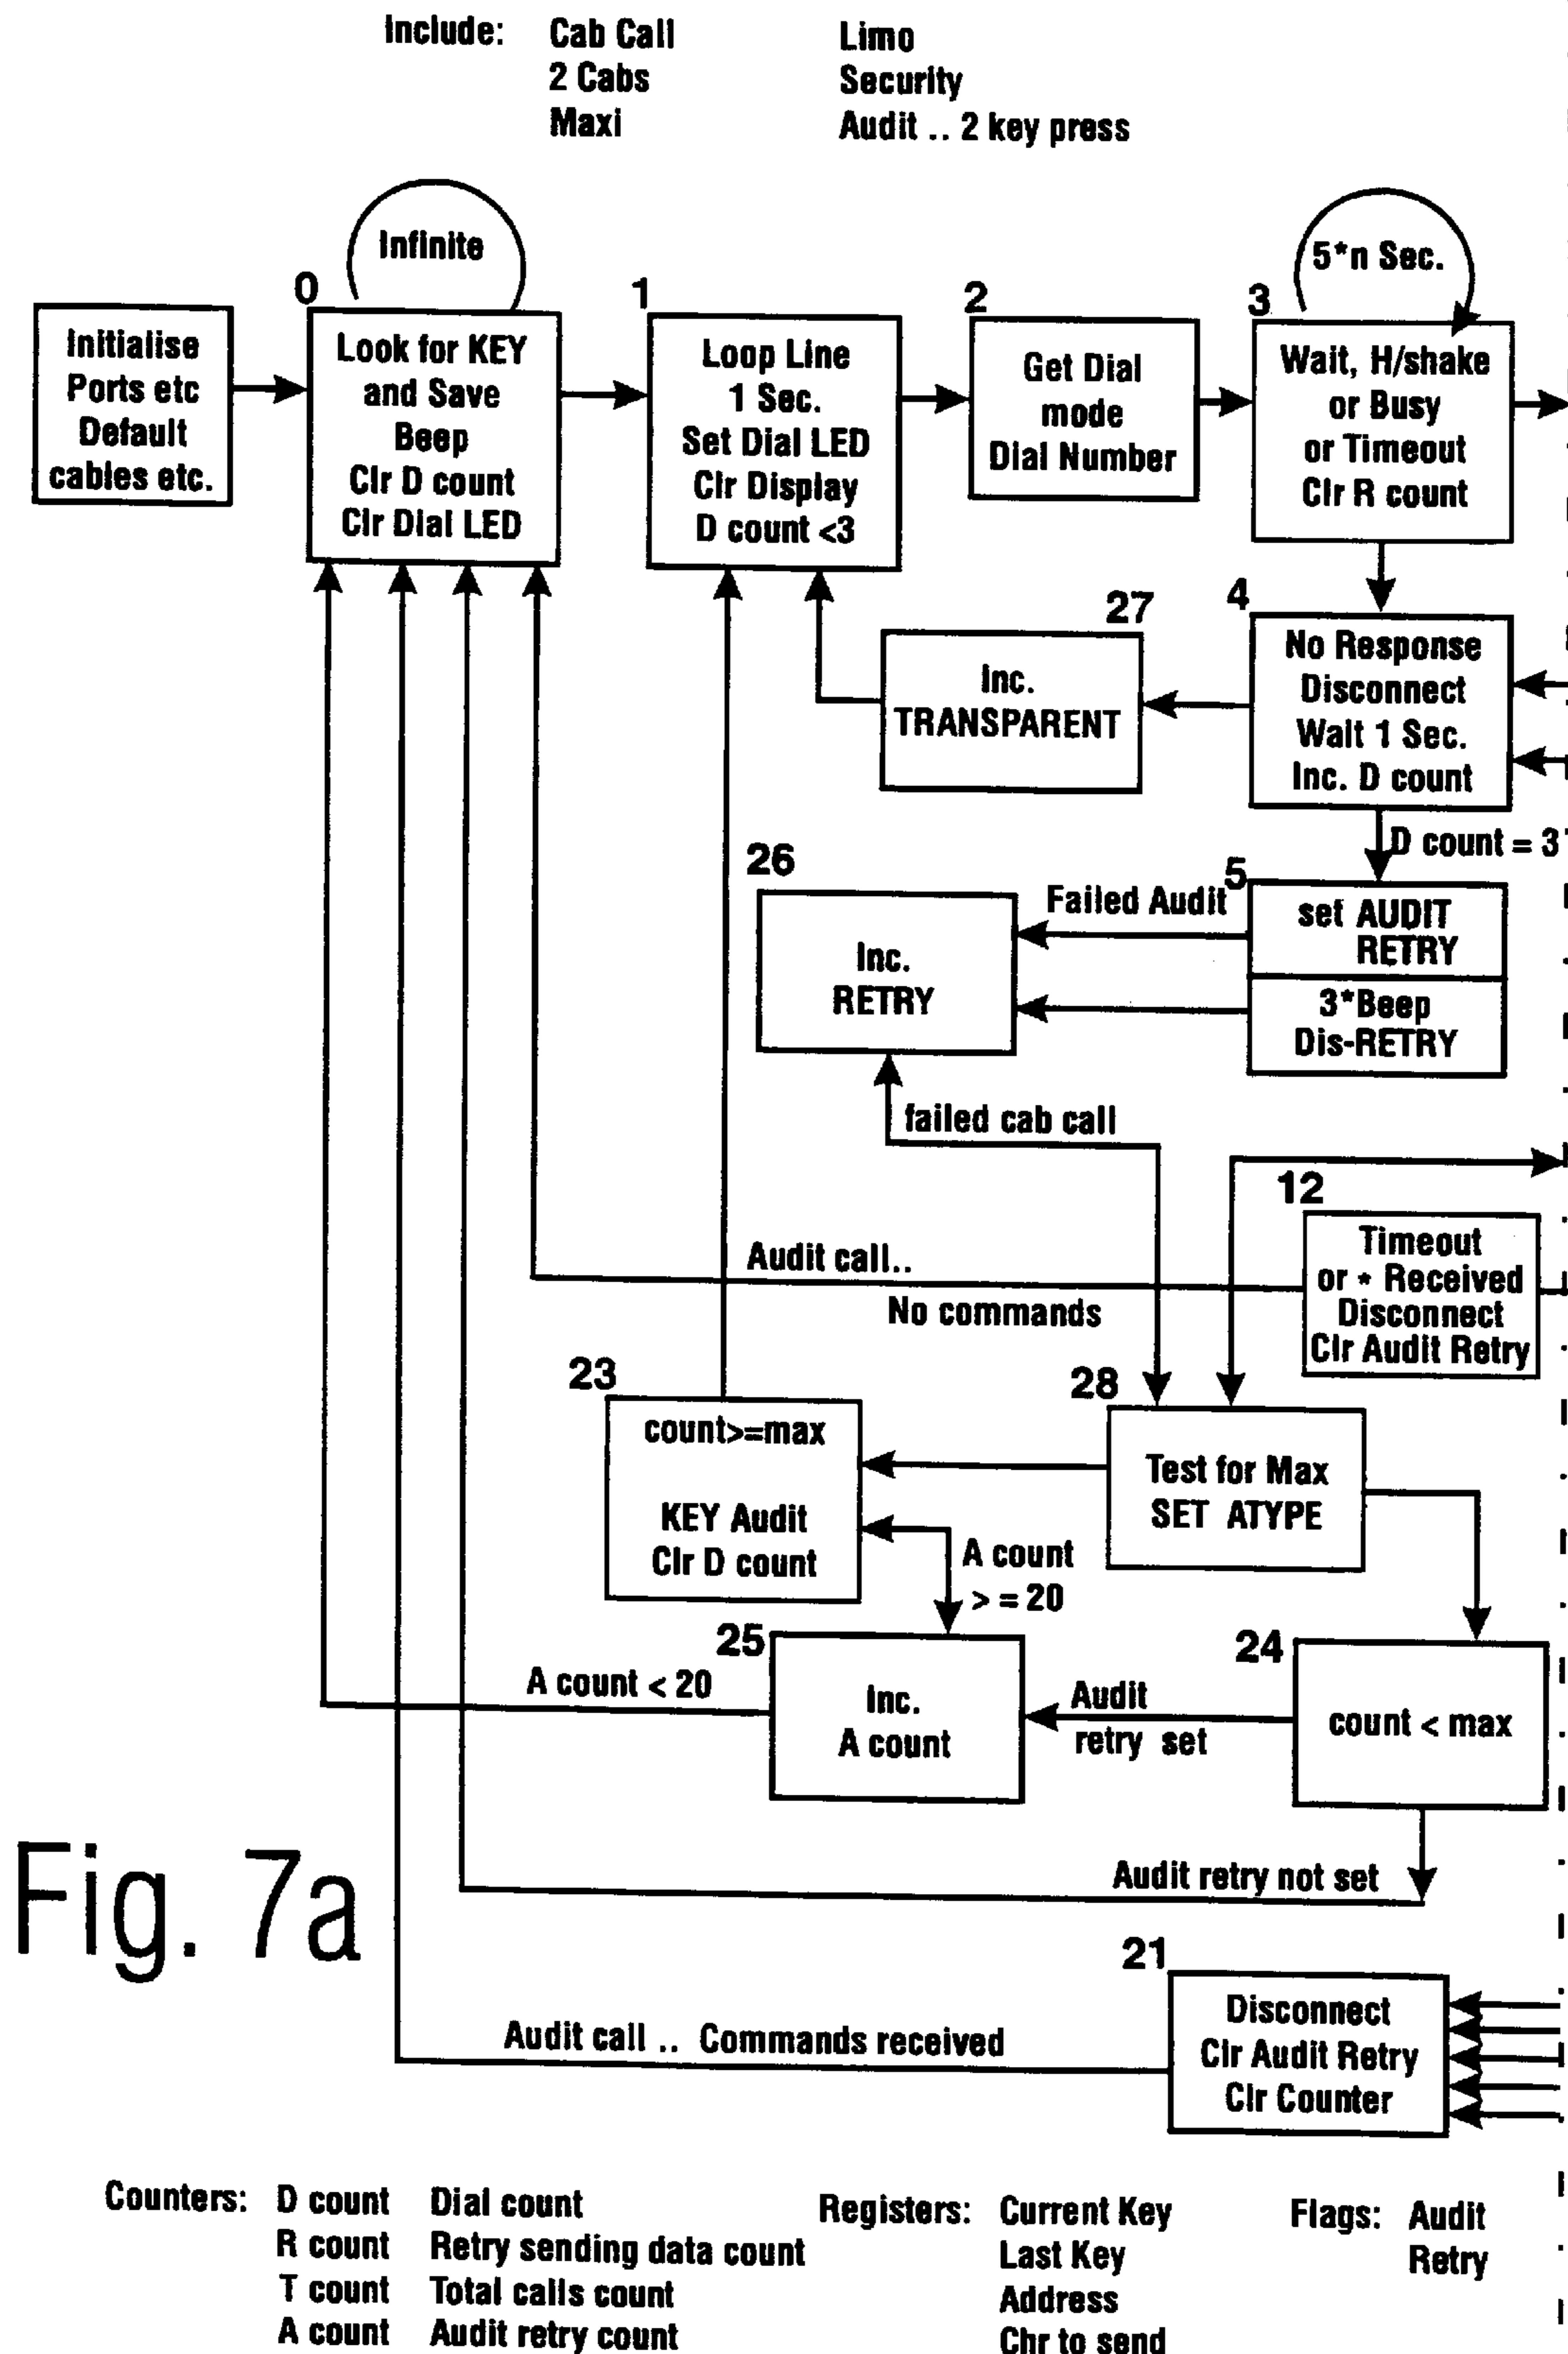 Include: Cab Call Limo
2 Cabs Security
Maxi Audit .. 2 key press
Infinite
5*n Sec.
0
Initialise
Ports etc
Default
cables etc.
Look for KEY
and Save
Beep
Clr D count
Clr Dial LED
1
Loop Line
1 Sec.
Set Dial LED
Clr Display
D count <3
2
Get Dial
mode
Dial Number
3
Wait, H/shake
or Busy
or Timeout
Clr R count
27
Inc.
TRANSPARENT
4
No Response
Disconnect
Wait 1 Sec.
Inc. D count
D count = 3
26
Inc.
RETRY
Failed Audit
5
set AUDIT
RETRY
3*Beep
Dis-RETRY
failed cab call
12
Timeout
or * Received
Disconnect
Clr Audit Retry
Audit call..
No commands
23
count>=max
KEY Audit
Clr D count
28
Test for Max
SET ATYPE
A count
> = 20
25
Inc.
A count
A count < 20
Audit
retry set
24
count < max
Audit retry not set
Fig. 7a
21
Disconnect
Clr Audit Retry
Clr Counter
Audit call .. Commands received
Counters: D count Dial count
R count Retry sending data count
T count Total calls count
A count Audit retry count
Registers: Current Key
Last Key
Address
Chr to send
Flags: Audit
Retry